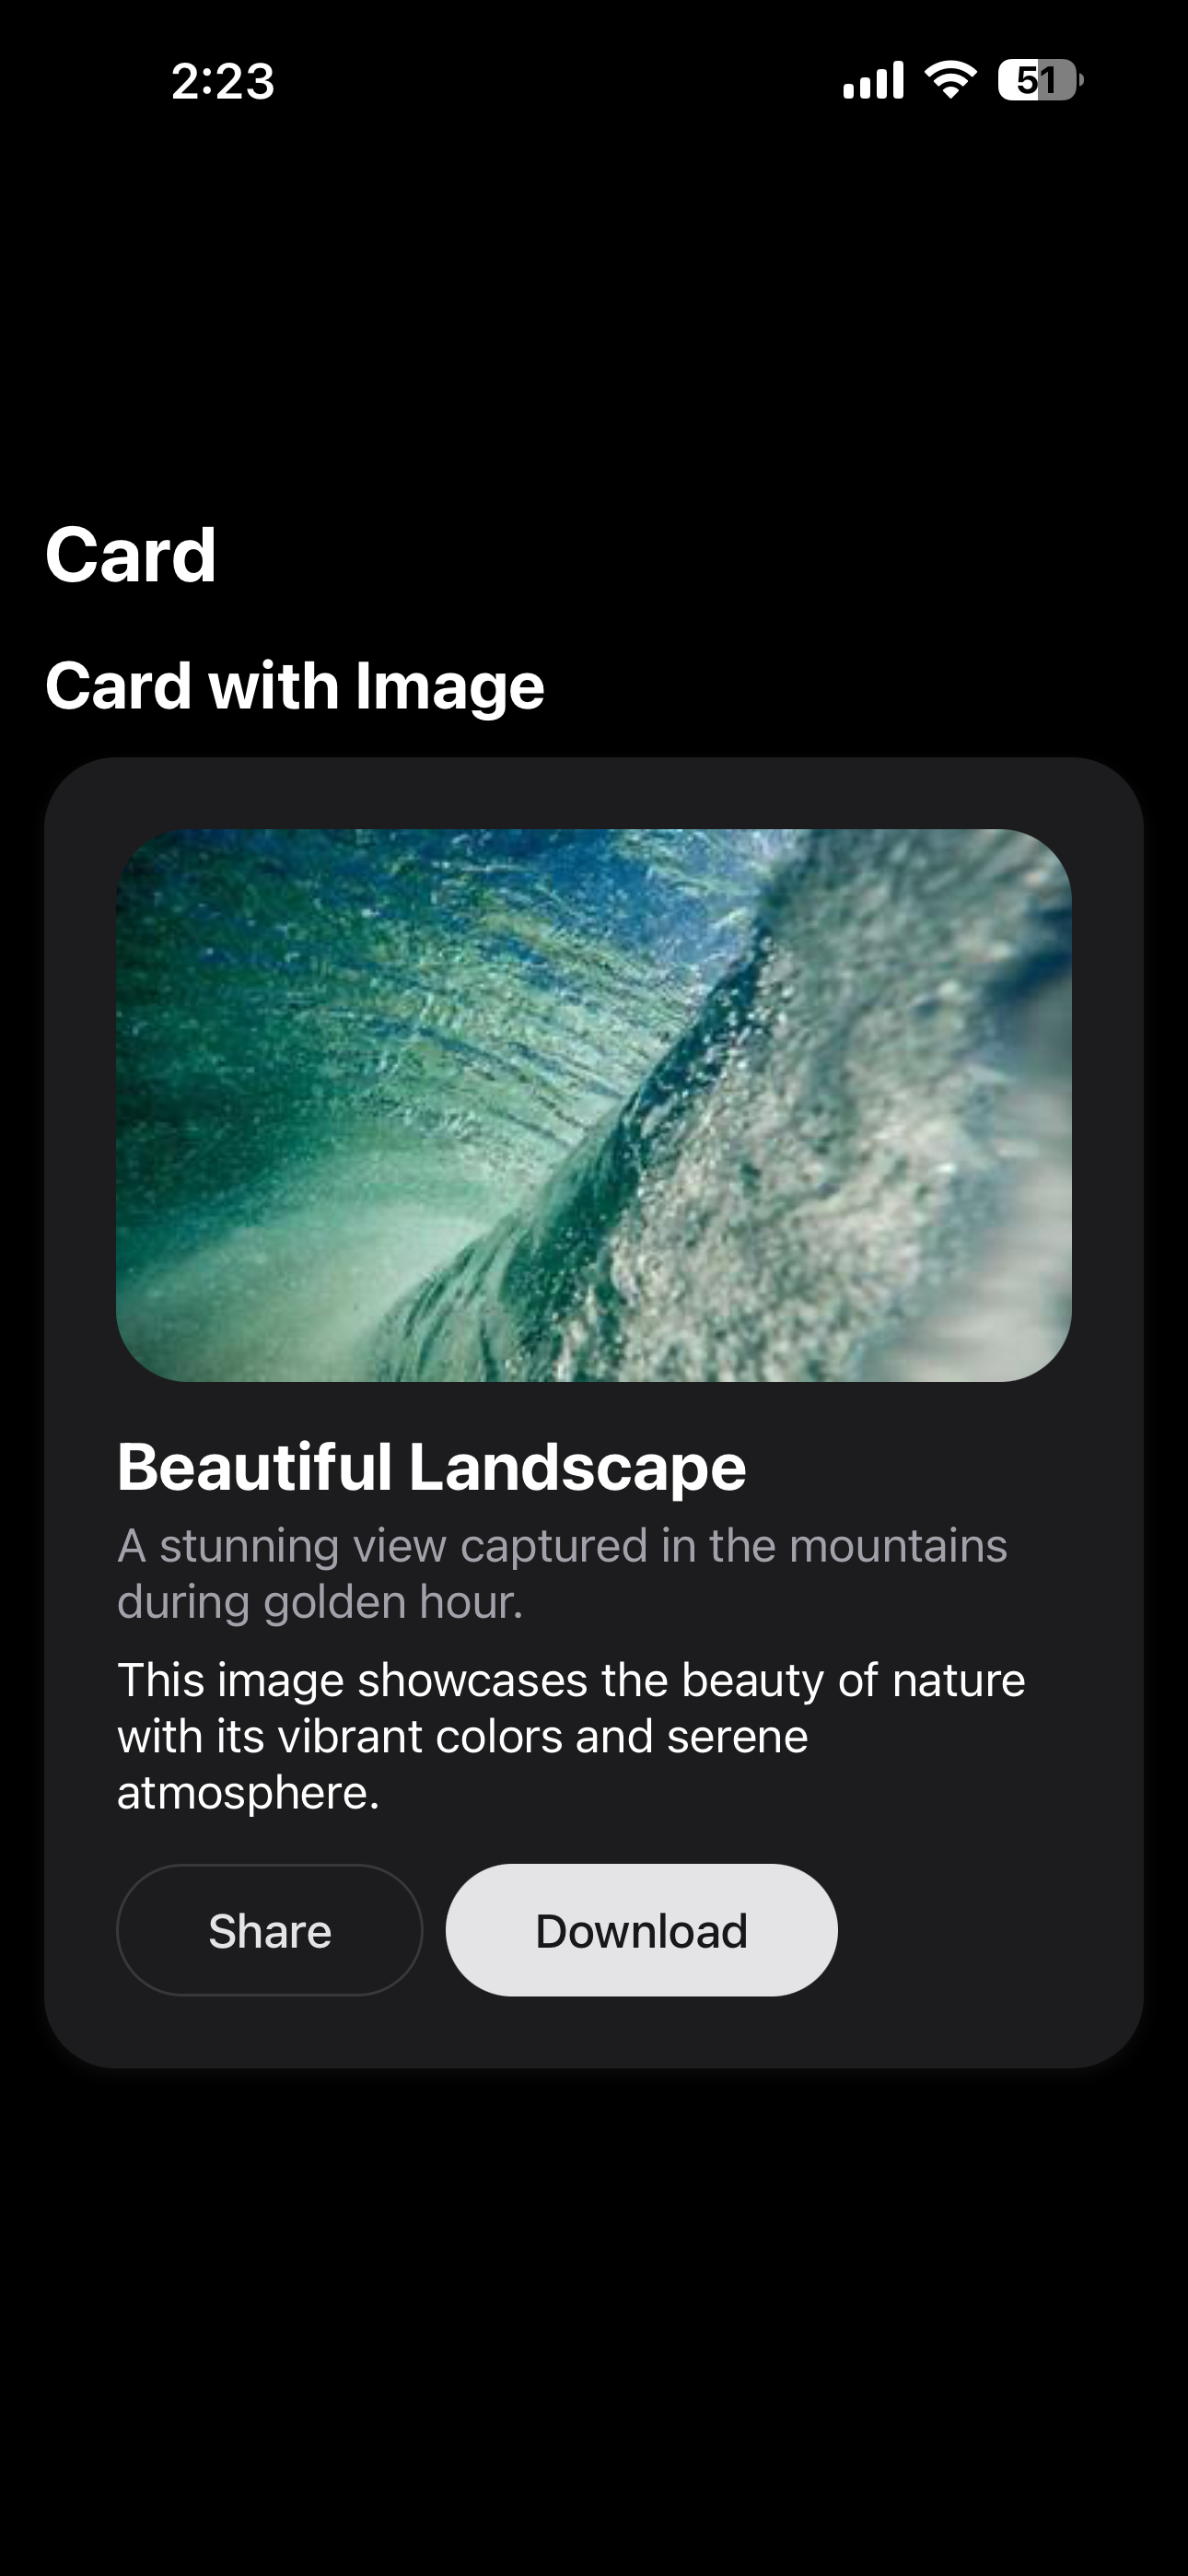 2:23
51
Card
Card with Image
Beautiful Landscape
A stunning view captured in the mountains
during golden hour.
This image showcases the beauty of nature
with its vibrant colors and serene
atmosphere.
Share
Download